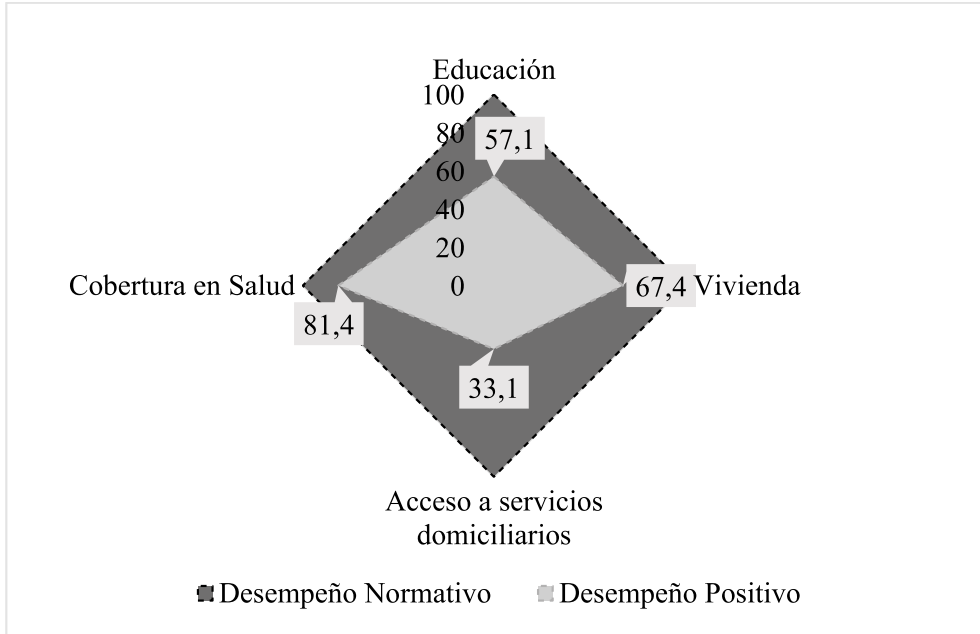 Educación
100
80
57,1
60
40
20
Cobertura en Salud
0
67,4
Vivienda
81,4
33,1
Acceso a servicios
domiciliarios
Desempeño Normativo
Desempeño Positivo